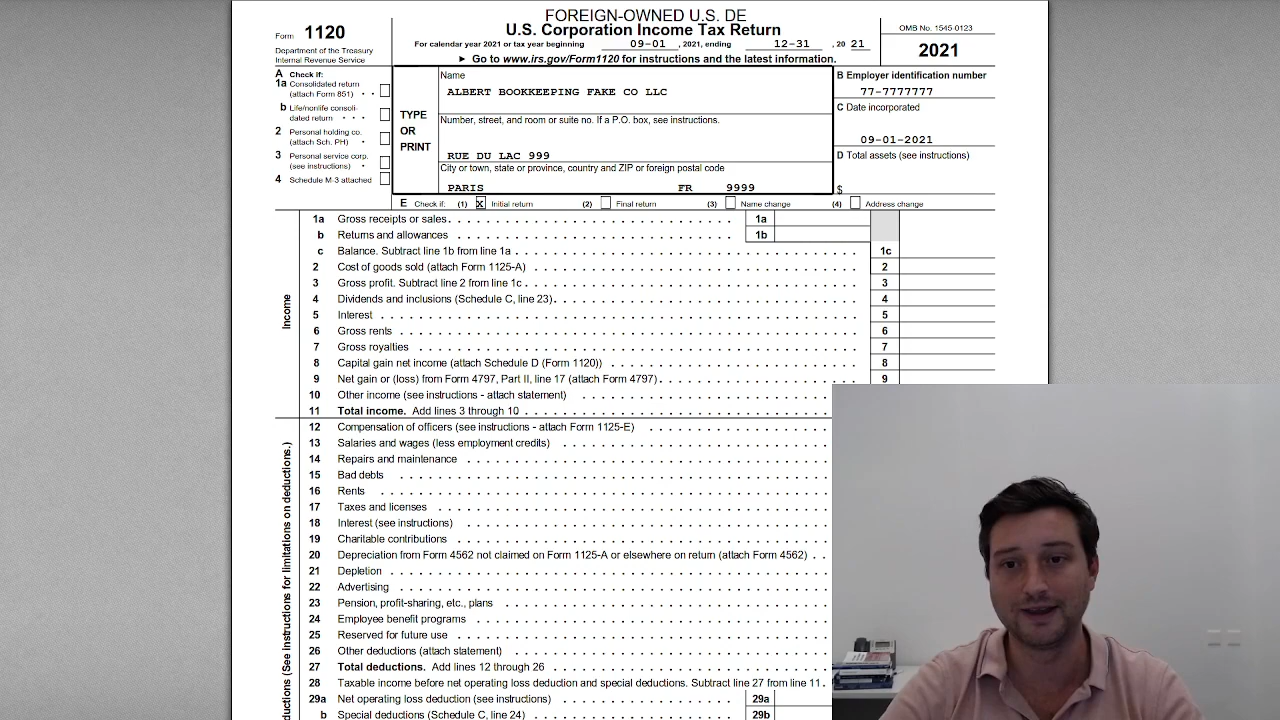 FOREIGN-OWNED U.S. DE
Form 1120
Department of the Treasury
Internal Revenue Service
U.S. Corporation Income Tax Return
For calendar year 2021 or tax year beginning 09-01 , 2021, ending 12-31 , 20 21
► Go to www.irs.gov/Form1120 for instructions and the latest information.
OMB No. 1545-0123
2021
A Check if:
1a Consolidated return
(attach Form 851) . .
b Life/nonlife consoli-
dated return . . .
2 Personal holding co.
(attach Sch. PH) .
3 Personal service corp.
(see instructions) .
4 Schedule M-3 attached
TYPE
OR
PRINT
Name
ALBERT BOOKKEEPING FAKE CO LLC
Number, street, and room or suite no. If a P.O. box, see instructions.
RUE DU LAC 999
City or town, state or province, country and ZIP or foreign postal code
PARIS FR 9999
B Employer identification number
77-7777777
C Date incorporated
09-01-2021
D Total assets (see instructions)
$
E Check if: (1) X Initial return (2) Final return (3) Name change (4) Address change
Income
1a Gross receipts or sales 1a
b Returns and allowances 1b
c Balance. Subtract line 1b from line 1a 1c
2 Cost of goods sold (attach Form 1125-A) 2
3 Gross profit. Subtract line 2 from line 1c 3
4 Dividends and inclusions (Schedule C, line 23) 4
5 Interest 5
6 Gross rents 6
7 Gross royalties 7
8 Capital gain net income (attach Schedule D (Form 1120)) 8
9 Net gain or (loss) from Form 4797, Part II, line 17 (attach Form 4797) 9
10 Other income (see instructions - attach statement)
11 Total income. Add lines 3 through 10
ductions (See instructions for limitations on deductions.)
12 Compensation of officers (see instructions - attach Form 1125-E)
13 Salaries and wages (less employment credits)
14 Repairs and maintenance
15 Bad debts
16 Rents
17 Taxes and licenses
18 Interest (see instructions)
19 Charitable contributions
20 Depreciation from Form 4562 not claimed on Form 1125-A or elsewhere on return (attach Form 4562)
21 Depletion
22 Advertising
23 Pension, profit-sharing, etc., plans
24 Employee benefit programs
25 Reserved for future use
26 Other deductions (attach statement)
27 Total deductions. Add lines 12 through 26
28 Taxable income before net operating loss deduction and special deductions. Subtract line 27 from line 11
29a Net operating loss deduction (see instructions) 29a
b Special deductions (Schedule C, line 24) 29b